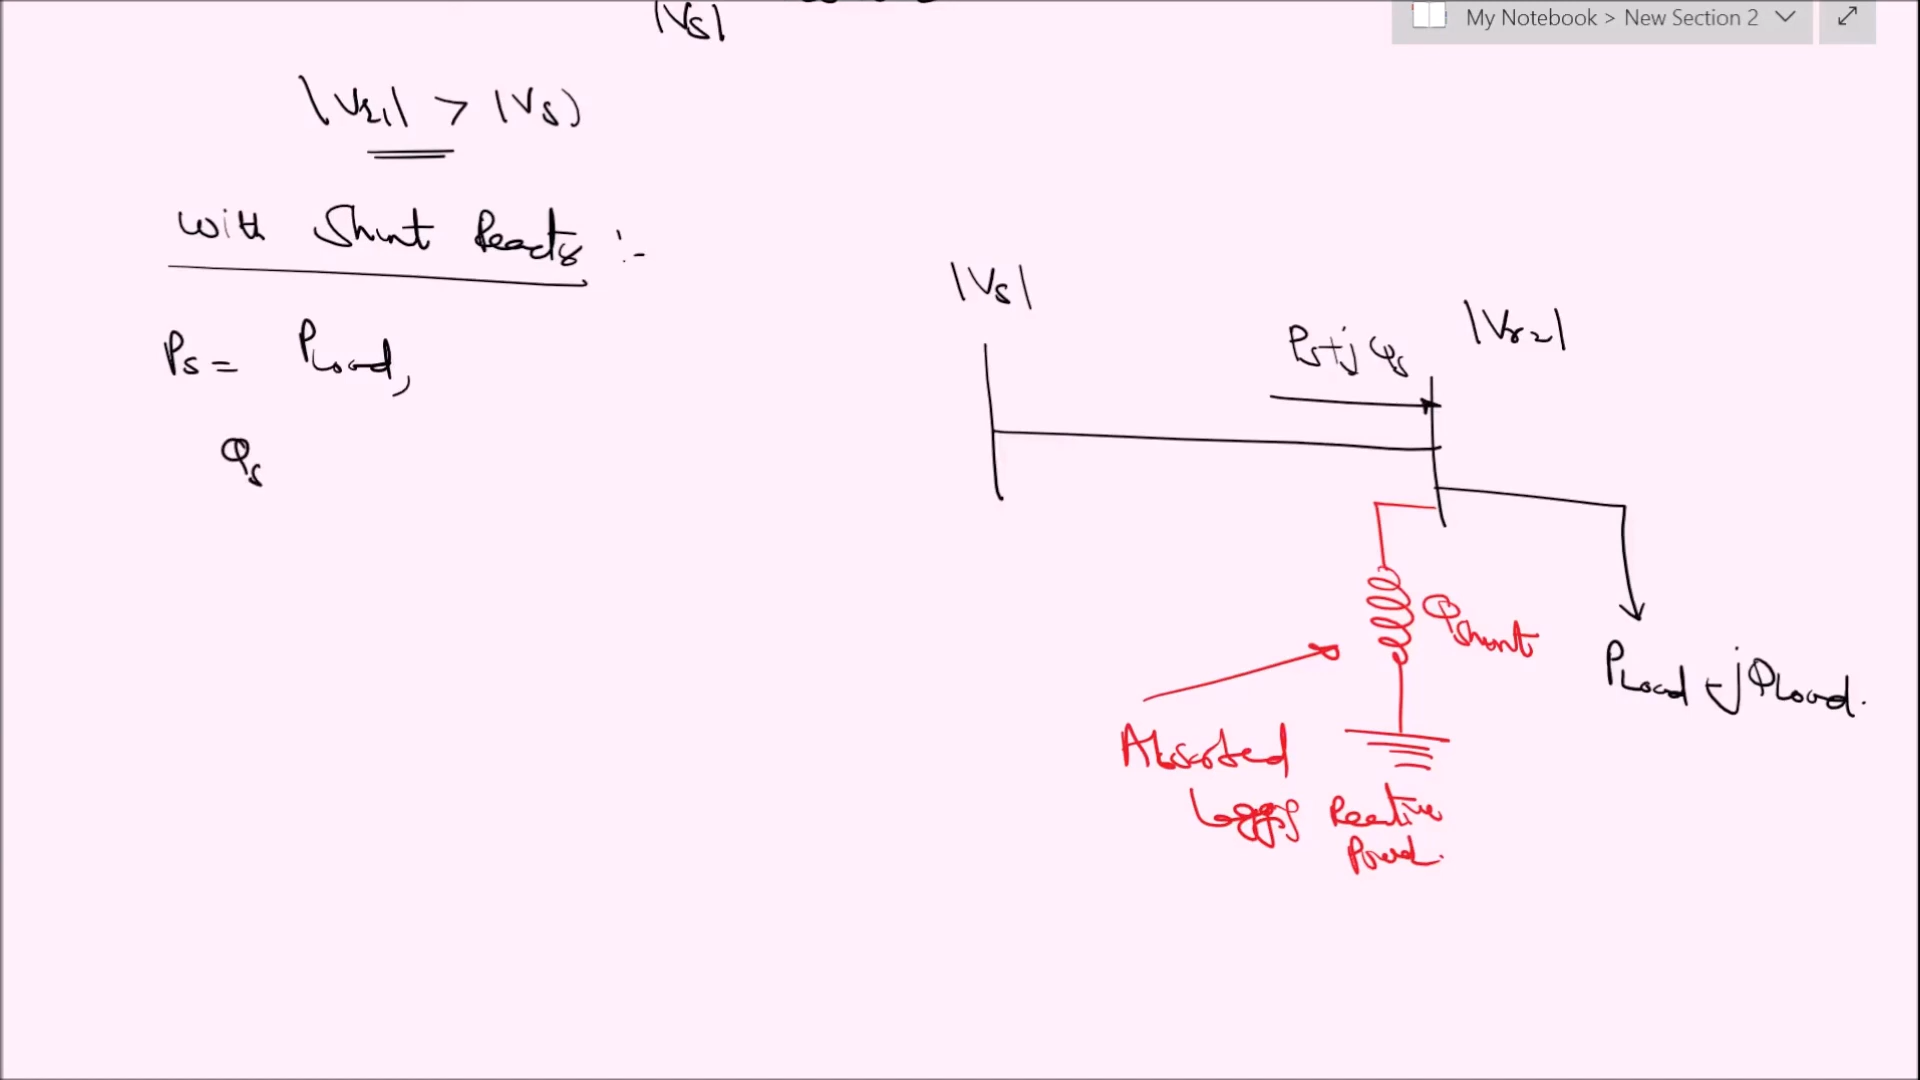 |Vs|
My Notebook > New Section 2
|Vr1| > |Vs|
With Shunt Reactor :-
|Vs|
|Vr2|
Ps+jQs
Ps = PLoad,
Qs
Qshunt
PLoad - jQLoad.
Absorbed
Lagging Reactive
Power.